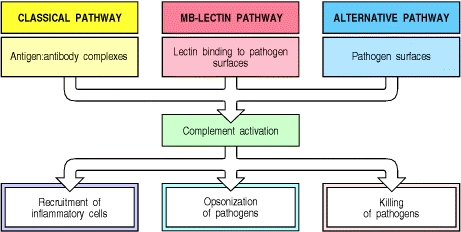 CLASSICAL PATHWAY
MB-LECTIN PATHWAY
ALTERNATIVE PATHWAY
Antigen:antibody complexes
Lectin binding to pathogen
surfaces
Pathogen surfaces
Complement activation
Recruitment of
inflammatory cells
Opsonization
of pathogens
Killing
of pathogens